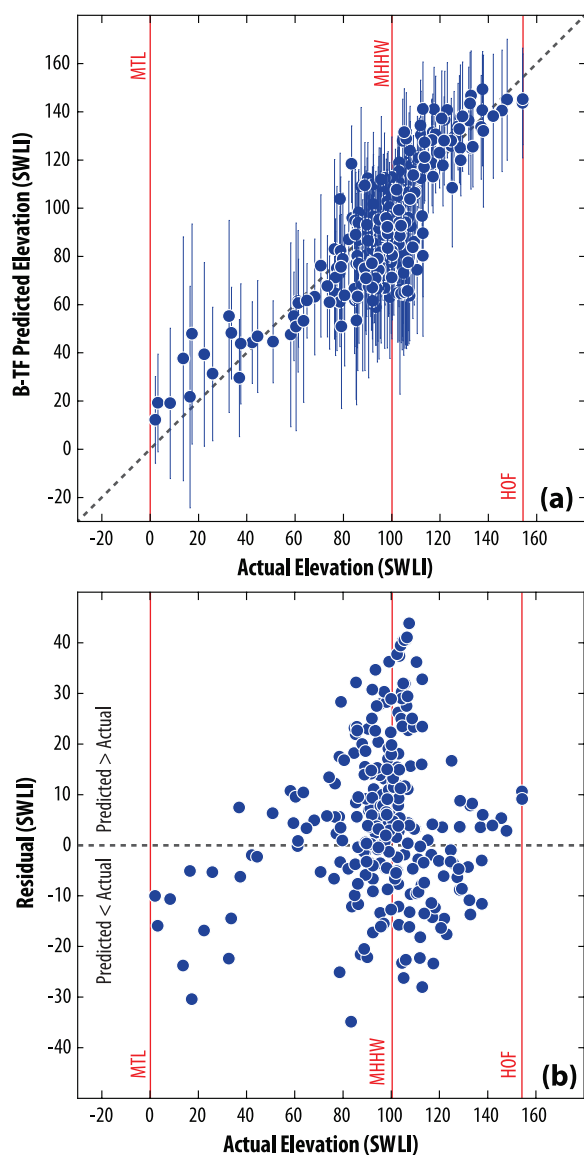 MTL
MHHW
HOF
B-TF Predicted Elevation (SWLI)
160
140
120
100
80
60
40
20
0
-20
-20 0 20 40 60 80 100 120 140 160
(a)
Actual Elevation (SWLI)
Residual (SWLI)
Predicted > Actual
Predicted < Actual
40
30
20
10
0
-10
-20
-30
-40
MTL
MHHW
HOF
(b)
-20 0 20 40 60 80 100 120 140 160
Actual Elevation (SWLI)